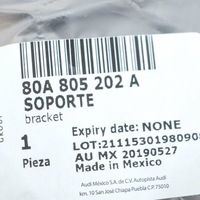 80A 805 202 A
SOPORTE
bracket
1
Pieza
Expiry date: NONE
LOT:2111530198090
AU MX 20190527
Made in Mexico
Audi México S.A. de C.V. Autopista Audi
km. 10 San José Chiapa Puebla C.P. 75010